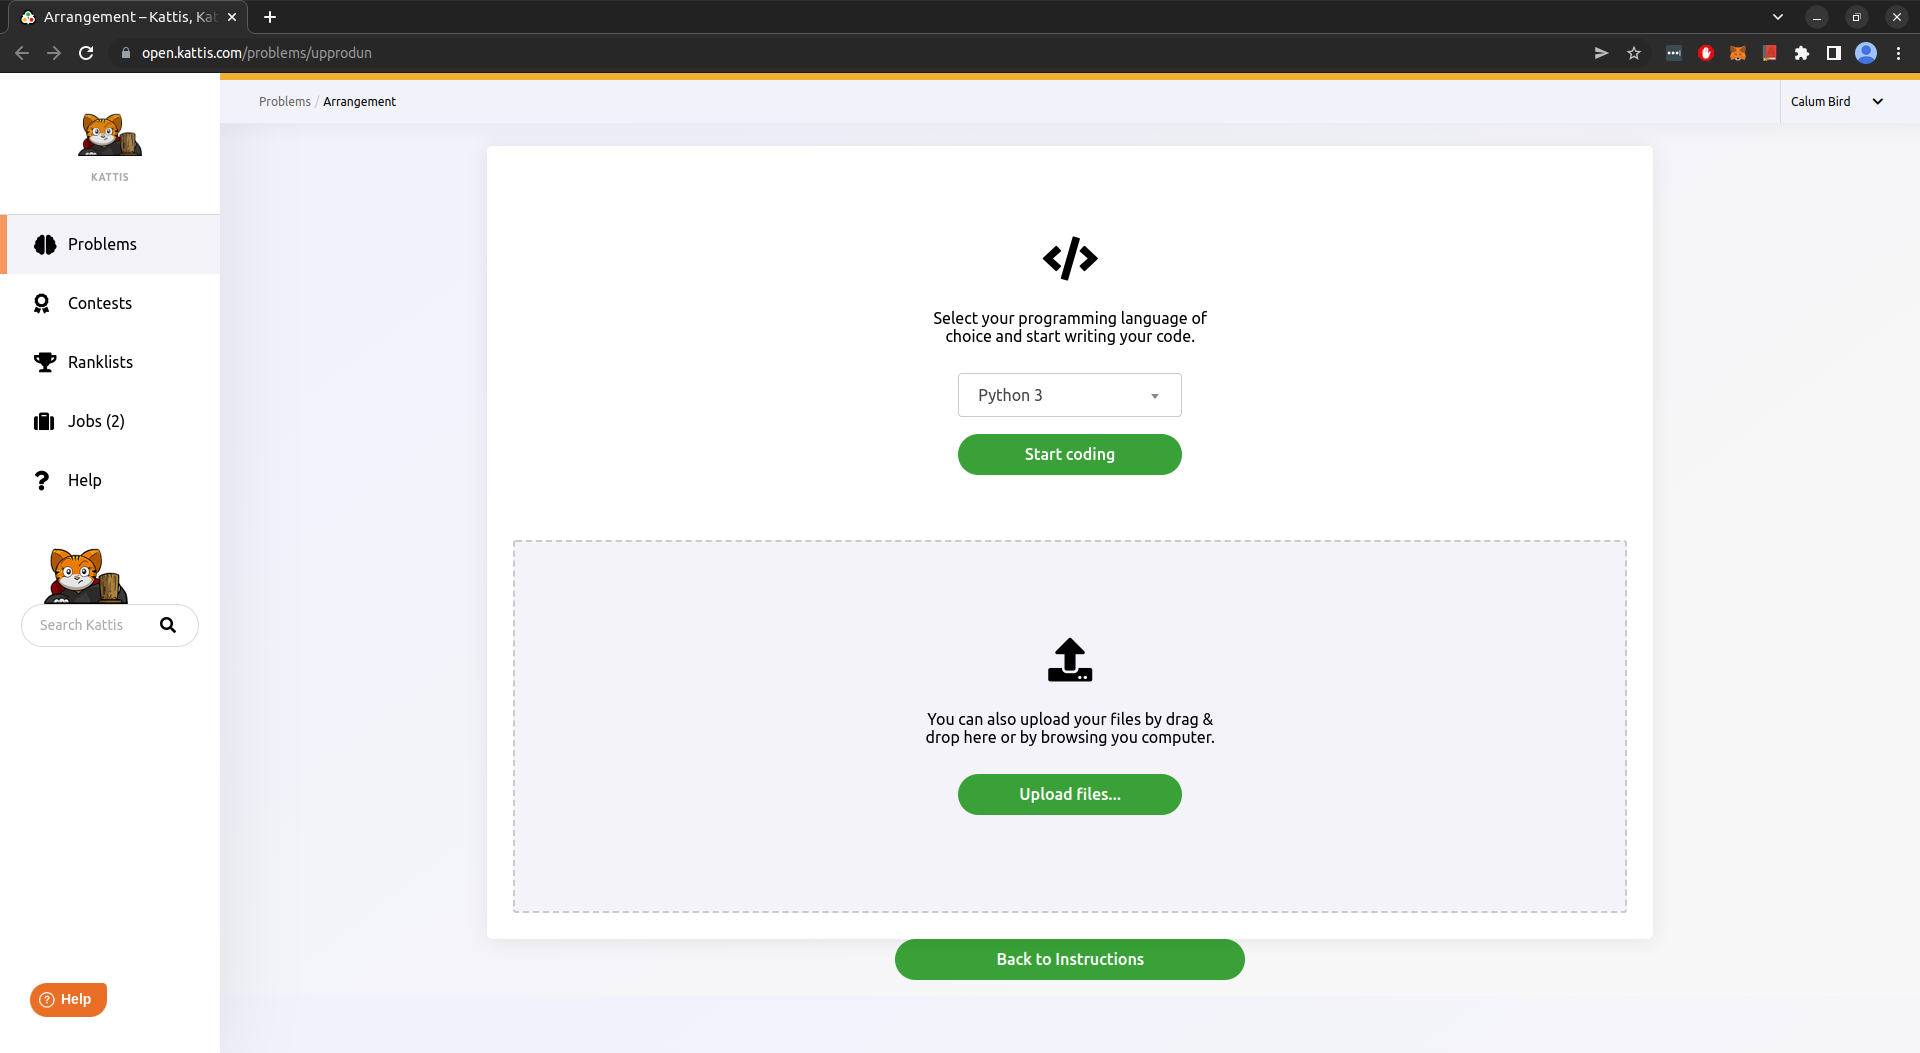 Arrangement – Kattis, Kat
open.kattis.com/problems/upprodun
KATTIS
Problems
Contests
Ranklists
Jobs (2)
Help
Search Kattis
Help
Problems / Arrangement
Calum Bird
Select your programming language of
choice and start writing your code.
Python 3
Start coding
You can also upload your files by drag &
drop here or by browsing you computer.
Upload files...
Back to Instructions